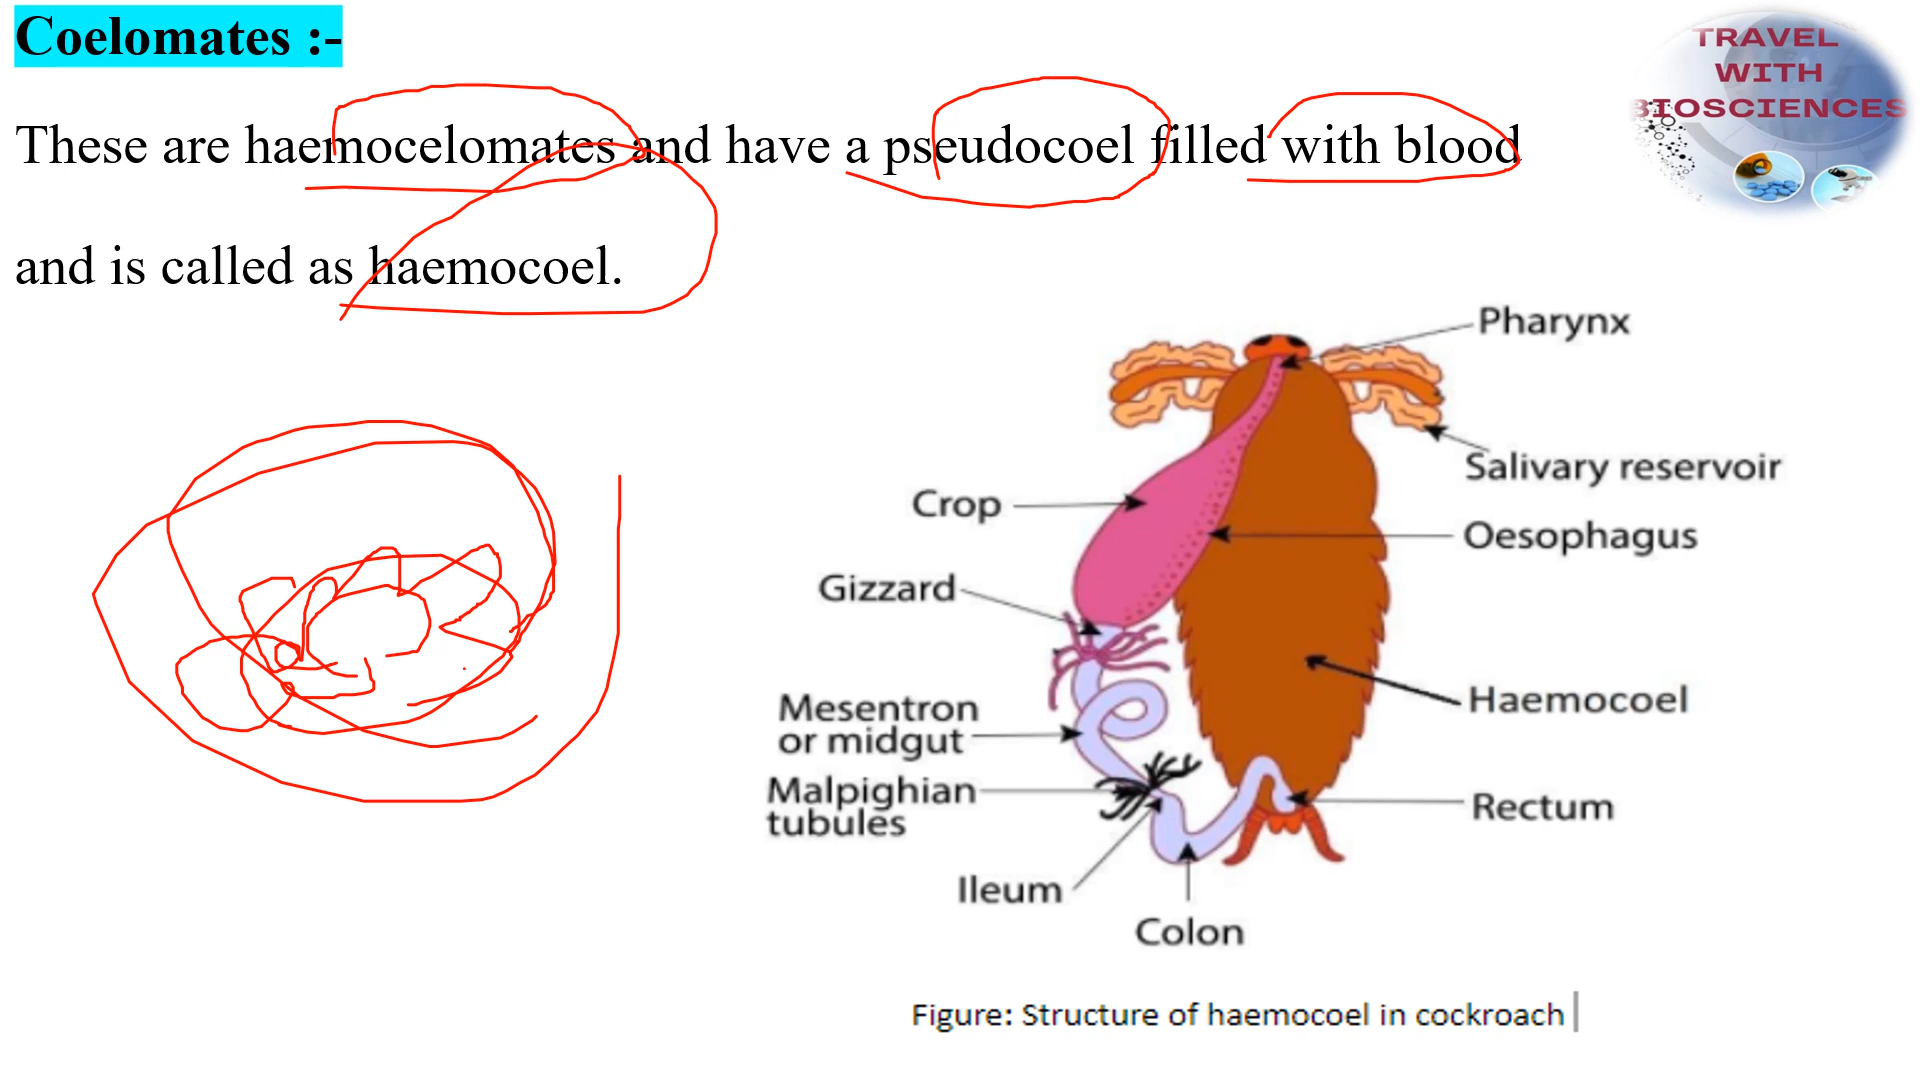 Coelomates :-
TRAVEL
WITH
BIOSCIENCES
These are haemocelomates and have a pseudocoel filled with blood
and is called as haemocoel.
Pharynx
Salivary reservoir
Crop
Oesophagus
Gizzard
Haemocoel
Mesentron
or midgut
Malpighian
tubules
Rectum
Ileum
Colon
Figure: Structure of haemocoel in cockroach